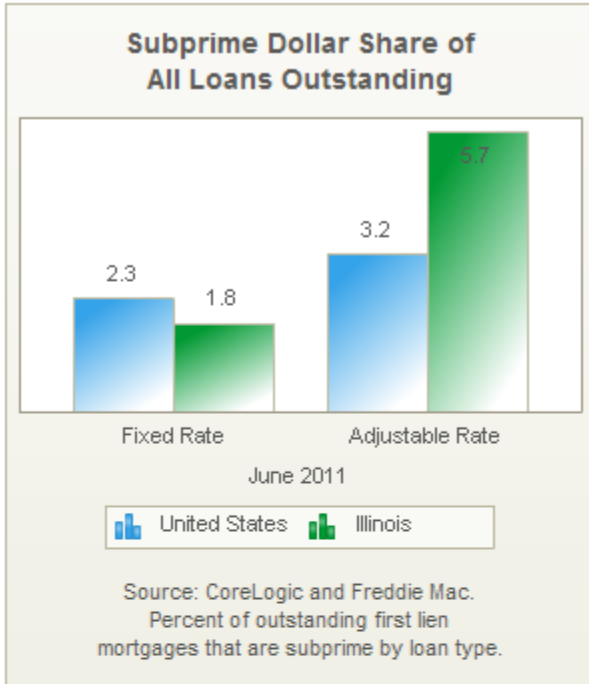 Subprime Dollar Share of
All Loans Outstanding
2.3
1.8
3.2
5.7
Fixed Rate
Adjustable Rate
June 2011
United States
Illinois
Source: CoreLogic and Freddie Mac.
Percent of outstanding first lien
mortgages that are subprime by loan type.